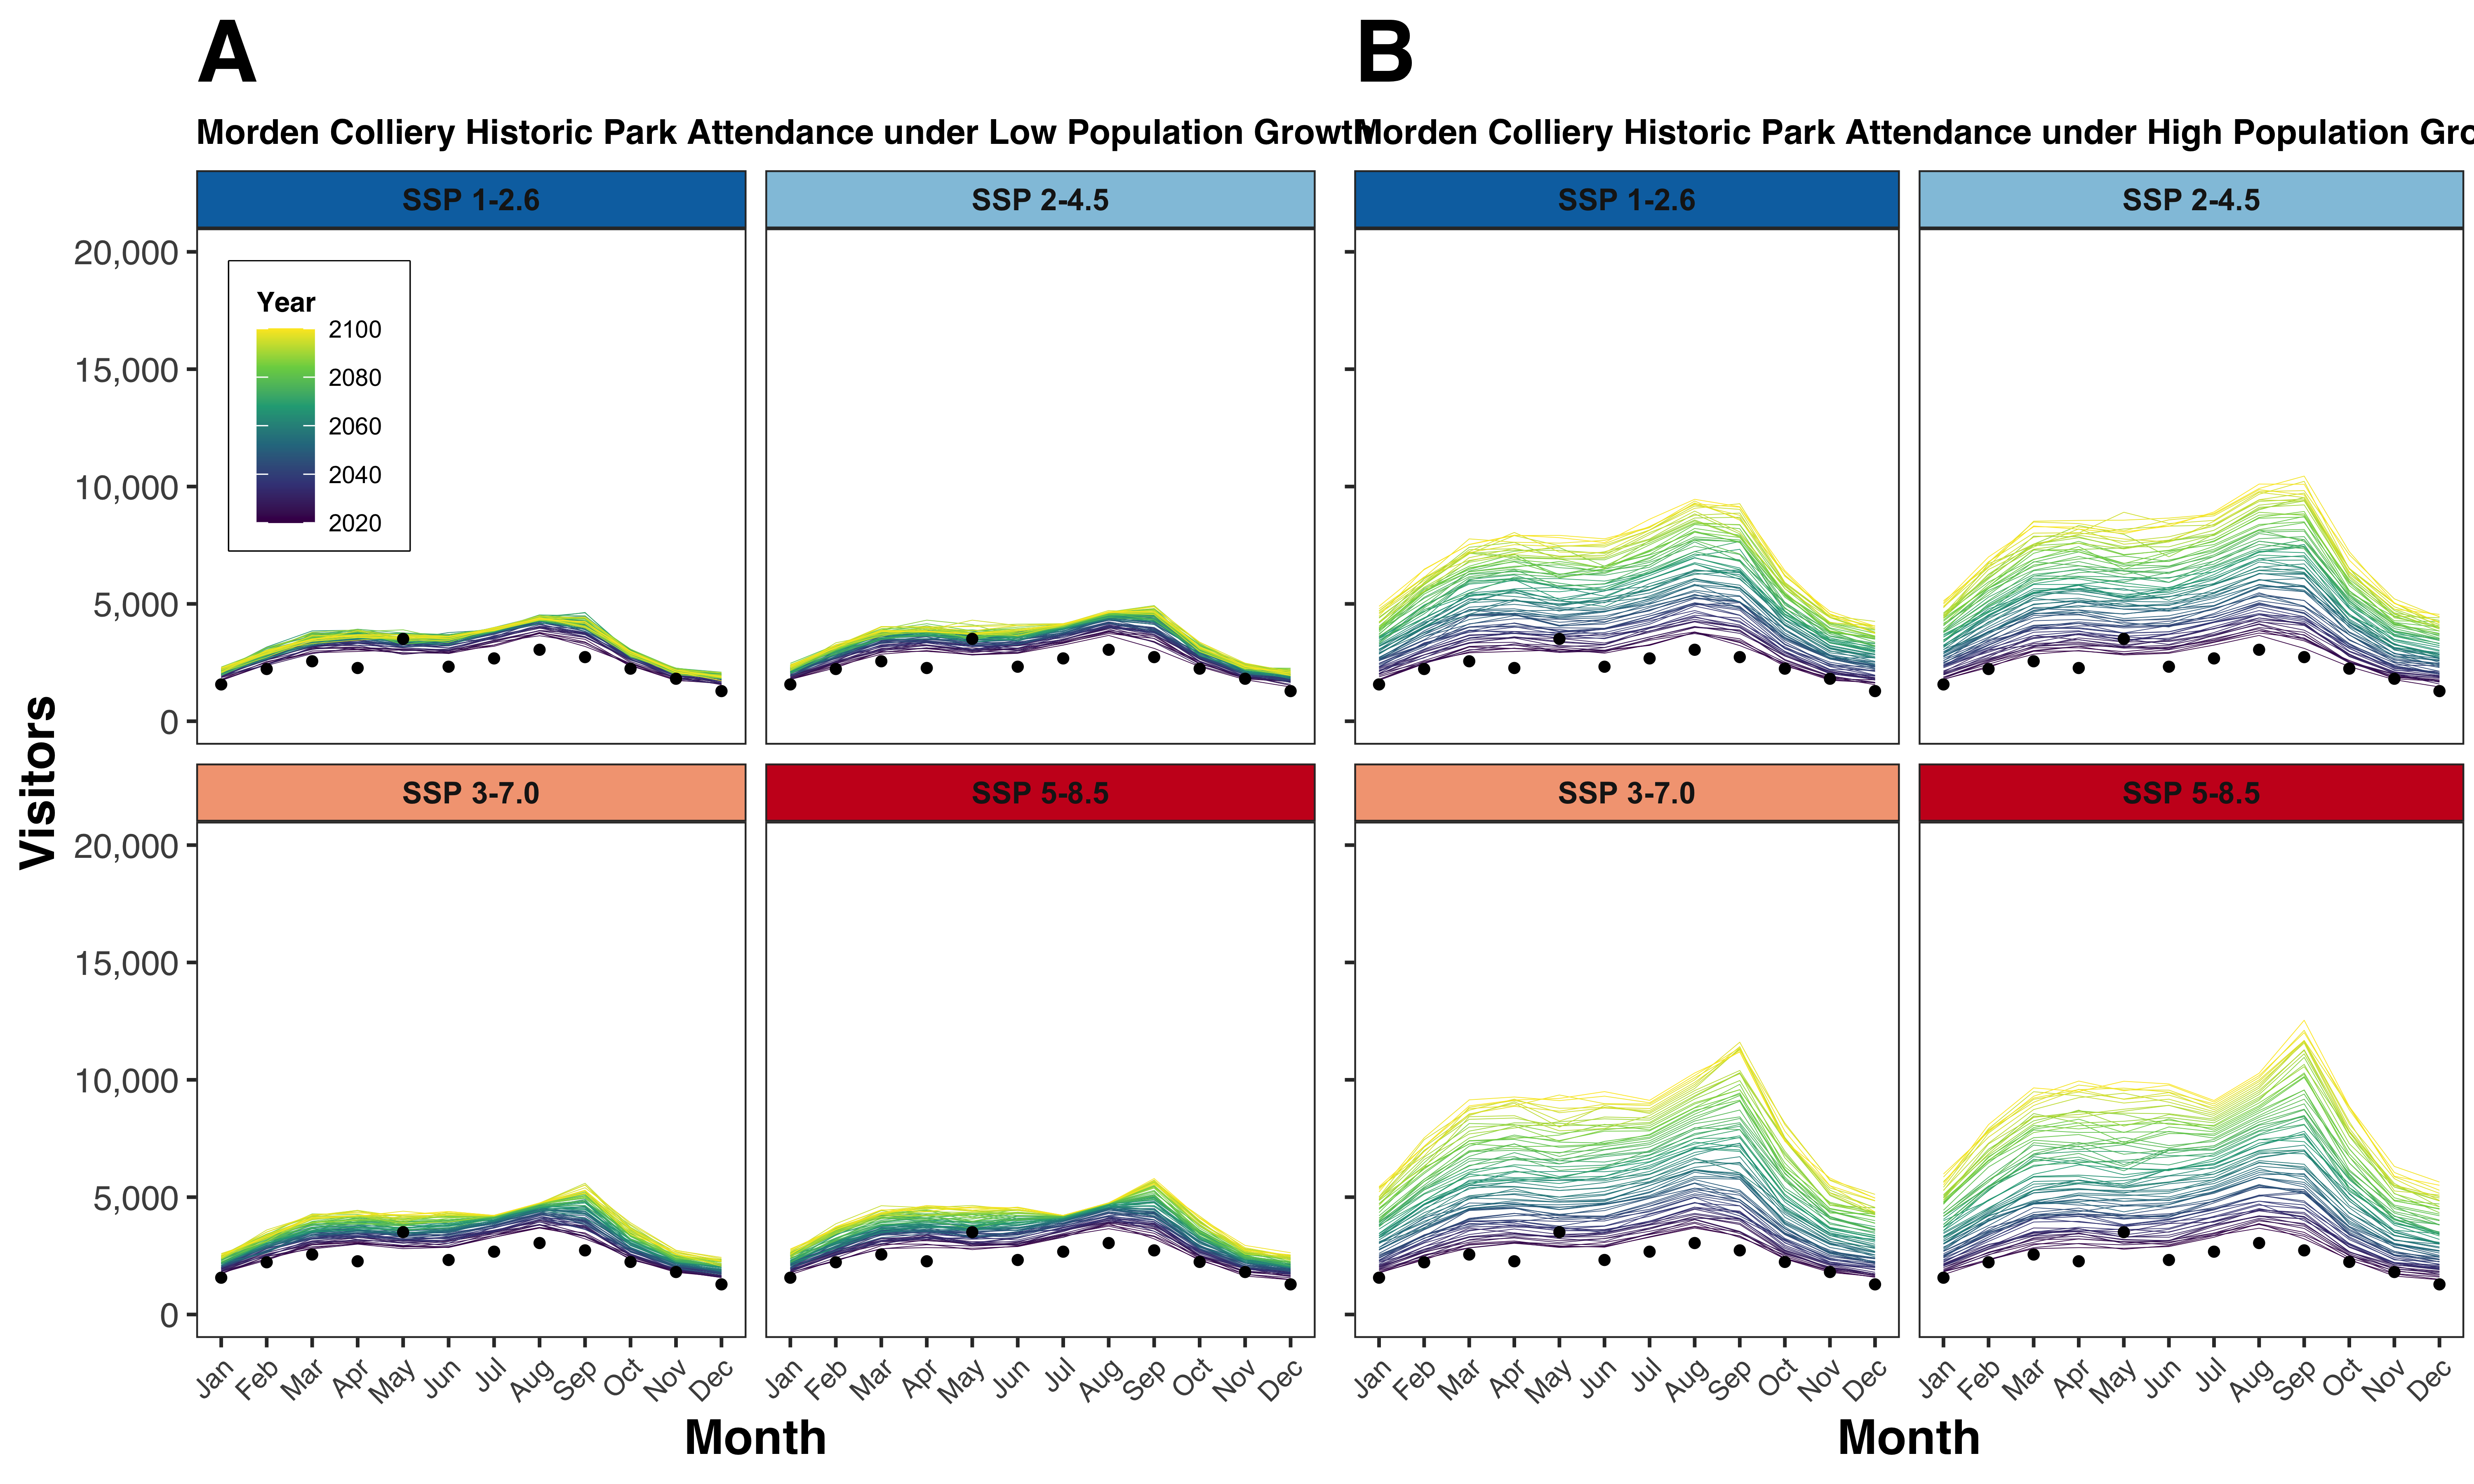 A
B
Morden Colliery Historic Park Attendance under Low Population Growth
Morden Colliery Historic Park Attendance under High Population Gro
SSP 1-2.6
SSP 2-4.5
SSP 1-2.6
SSP 2-4.5
20,000
15,000
10,000
5,000
0
Year
2100
2080
2060
2040
2020
Visitors
SSP 3-7.0
SSP 5-8.5
SSP 3-7.0
SSP 5-8.5
20,000
15,000
10,000
5,000
0
Jan Feb Mar Apr May Jun Jul Aug Sep Oct Nov Dec
Jan Feb Mar Apr May Jun Jul Aug Sep Oct Nov Dec
Jan Feb Mar Apr May Jun Jul Aug Sep Oct Nov Dec
Jan Feb Mar Apr May Jun Jul Aug Sep Oct Nov Dec
Month
Month